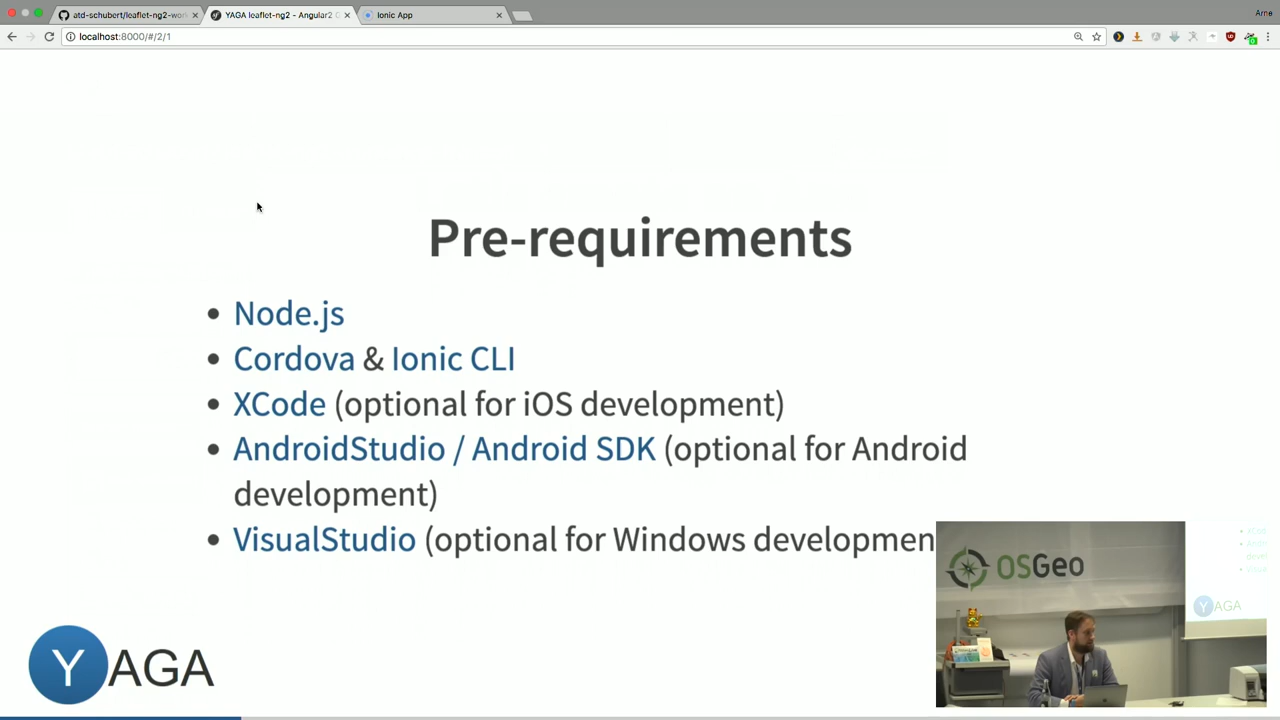 atd-schubert/leaflet-ng2-wor
YAGA leaflet-ng2 - Angular2
Ionic App
Arne
localhost:8000/#/2/1
Pre-requirements
Node.js
Cordova & Ionic CLI
XCode (optional for iOS development)
AndroidStudio / Android SDK (optional for Android
development)
VisualStudio (optional for Windows developmen
OSGeo
YAGA
YAGA